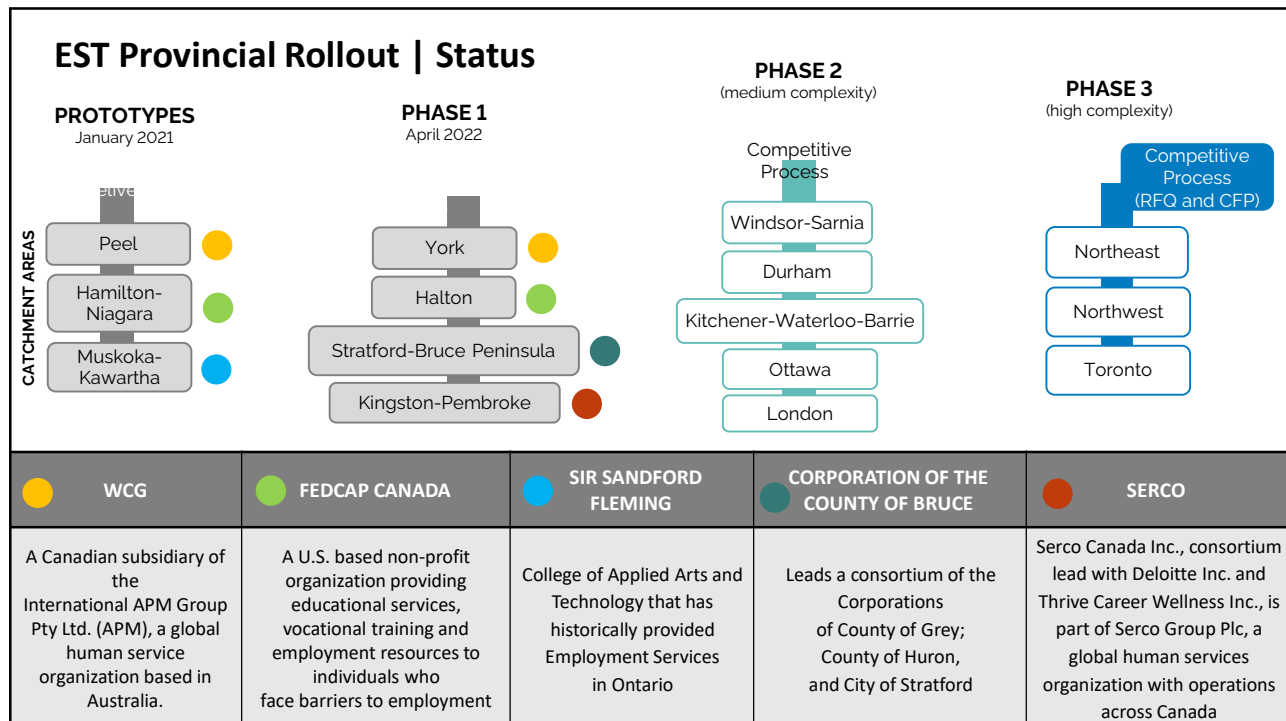 EST Provincial Rollout | Status
PROTOTYPES
January 2021
PHASE 1
April 2022
PHASE 2
(medium complexity)
PHASE 3
(high complexity)
CATCHMENT AREAS
Peel
Hamilton-
Niagara
Muskoka-
Kawartha
York
Halton
Stratford-Bruce Peninsula
Kingston-Pembroke
Competitive
Process
Windsor-Sarnia
Durham
Kitchener-Waterloo-Barrie
Ottawa
London
Competitive
Process
(RFQ and CFP)
Northeast
Northwest
Toronto
WCG
A Canadian subsidiary of
the
International APM Group
Pty Ltd. (APM), a global
human service
organization based in
Australia.
FEDCAP CANADA
A U.S. based non-profit
organization providing
educational services,
vocational training and
employment resources to
individuals who
face barriers to employment
SIR SANDFORD
FLEMING
College of Applied Arts and
Technology that has
historically provided
Employment Services
in Ontario
CORPORATION OF THE
COUNTY OF BRUCE
Leads a consortium of the
Corporations
of County of Grey;
County of Huron,
and City of Stratford
SERCO
Serco Canada Inc., consortium
lead with Deloitte Inc. and
Thrive Career Wellness Inc., is
part of Serco Group Plc, a
global human services
organization with operations
across Canada